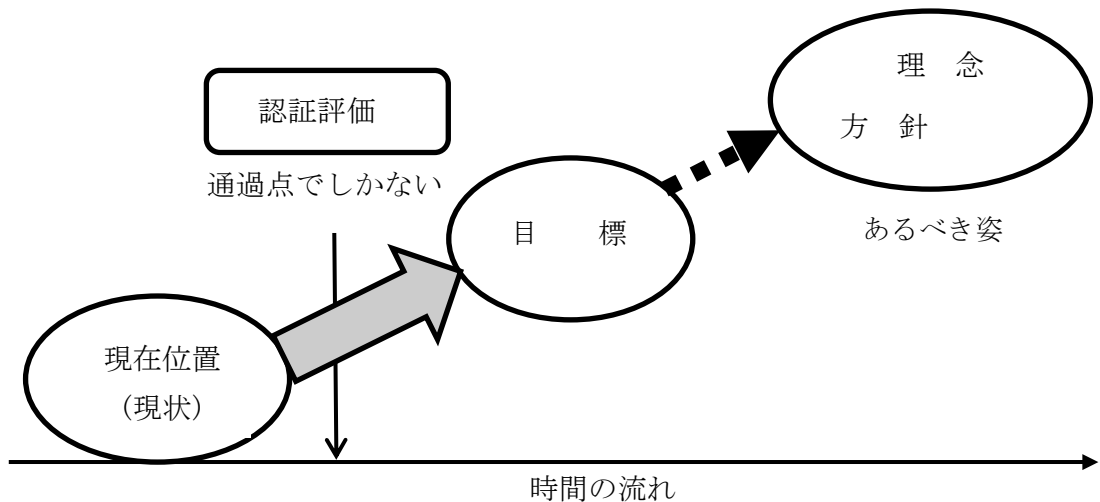 理　念
方　針
認証評価
通過点でしかない
目　　標
あるべき姿
現在位置
（現状）
時間の流れ